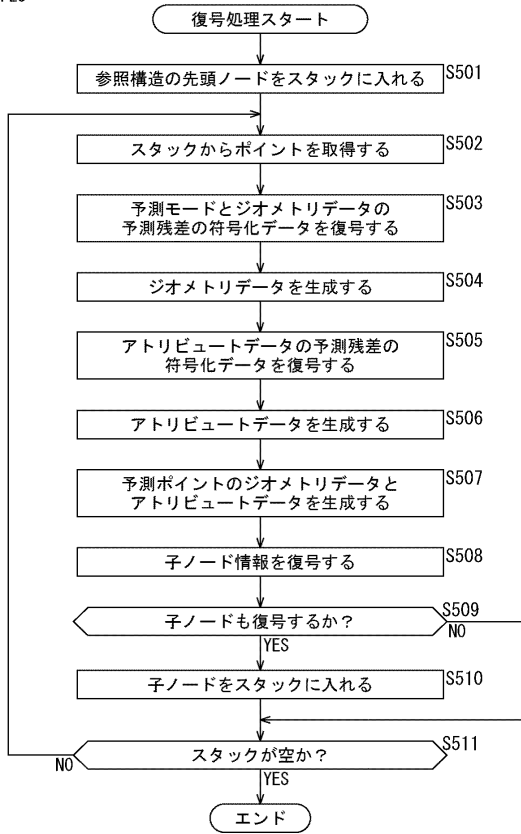 復号処理スタート
参照構造の先頭ノードをスタックに入れる S501
スタックからポイントを取得する S502
予測モードとジオメトリデータの
予測残差の符号化データを復号する S503
ジオメトリデータを生成する S504
アトリビュートデータの予測残差の
符号化データを復号する S505
アトリビュートデータを生成する S506
予測ポイントのジオメトリデータと
アトリビュートデータを生成する S507
子ノード情報を復号する S508
子ノードも復号するか? S509
NO
YES
子ノードをスタックに入れる S510
スタックが空か? S511
NO
YES
エンド